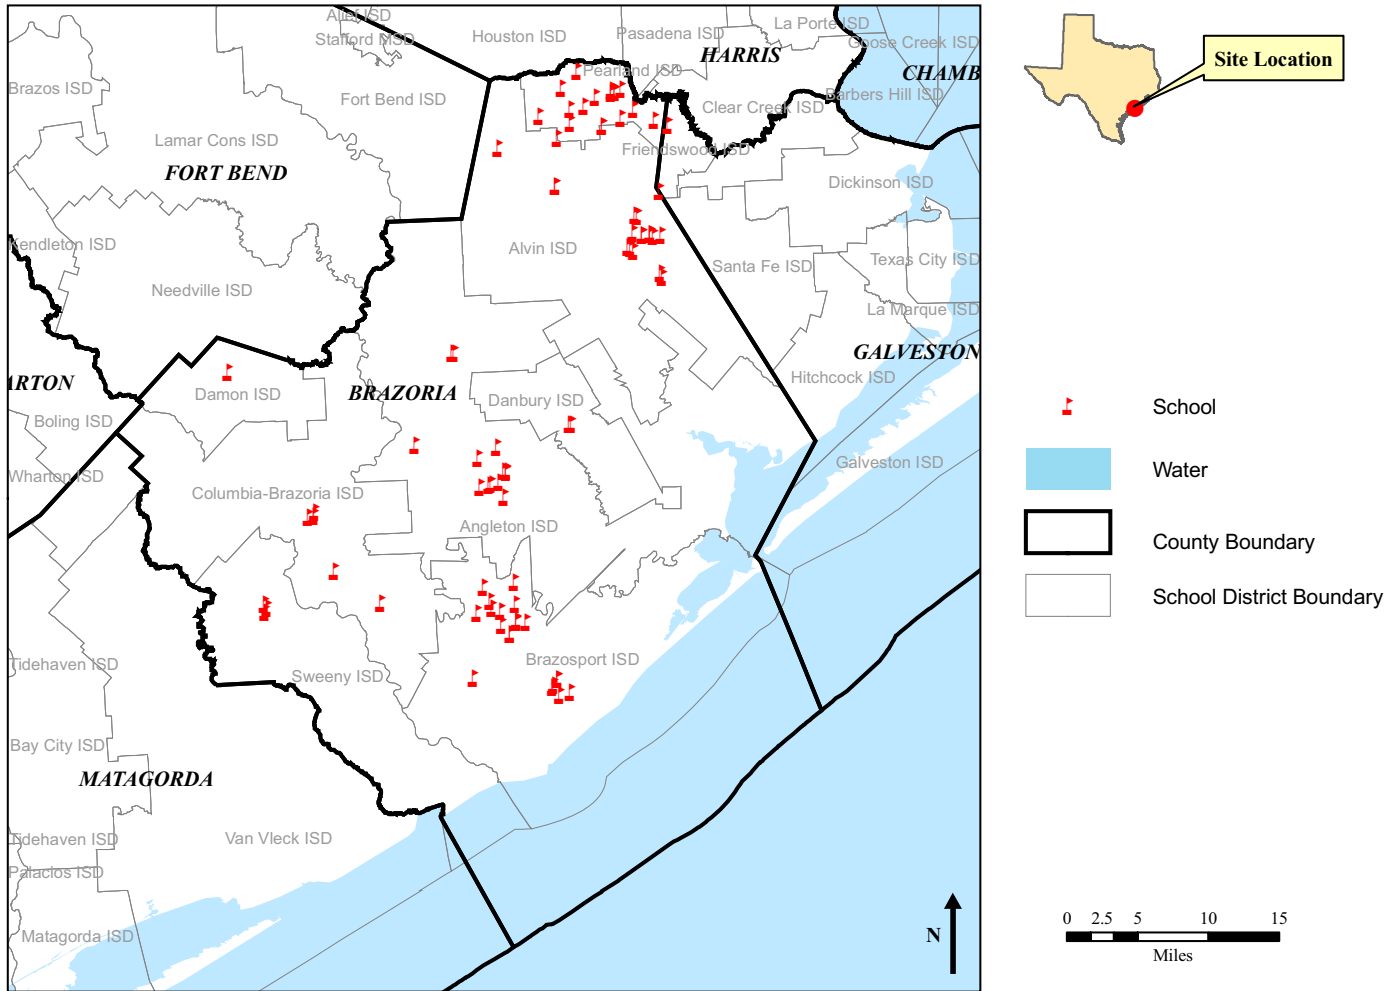 Alief ISD
Stafford MSD
Houston ISD
Pasadena ISD
La Porte ISD
Goose Creek ISD
HARRIS
CHAMB
Pearland ISD
Brazos ISD
Fort Bend ISD
Clear Creek ISD
Barbers Hill ISD
Lamar Cons ISD
Friendswood ISD
FORT BEND
Dickinson ISD
Kendleton ISD
Alvin ISD
Santa Fe ISD
Texas City ISD
Needville ISD
La Marque ISD
GALVESTON
ARTON
Damon ISD
BRAZORIA
Danbury ISD
Hitchcock ISD
Boling ISD
Wharton ISD
Columbia-Brazoria ISD
Galveston ISD
Angleton ISD
Tidehaven ISD
Sweeny ISD
Brazosport ISD
Bay City ISD
MATAGORDA
Tidehaven ISD
Van Vleck ISD
Palacios ISD
Matagorda ISD
N
Site Location
School
Water
County Boundary
School District Boundary
0 2.5 5 10 15
Miles